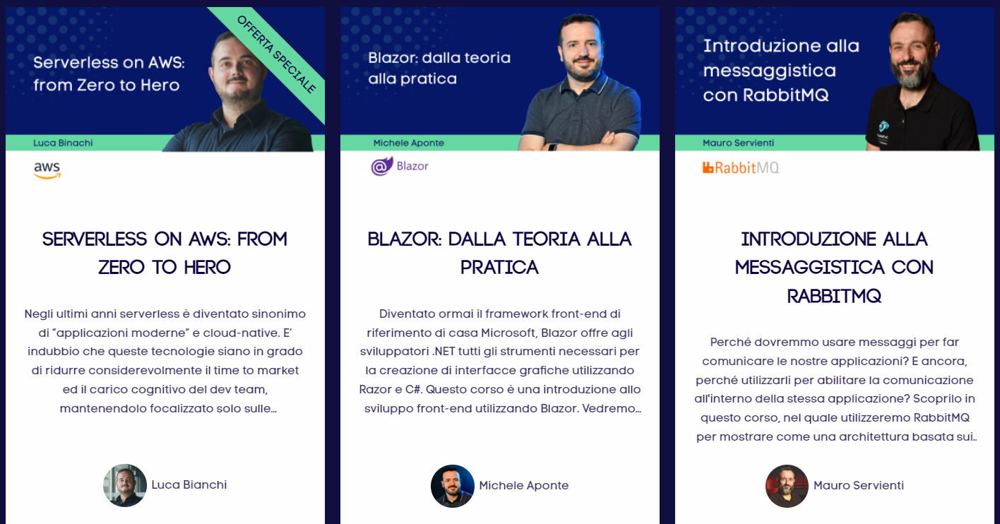 OFFERTA SPECIALE
Serverless on AWS:
from Zero to Hero
Luca Binachi
aws
SERVERLESS ON AWS: FROM
ZERO TO HERO
Negli ultimi anni serverless è diventato sinonimo
di “applicazioni moderne” e cloud-native. E’
indubbio che queste tecnologie siano in grado
di ridurre considerevolmente il time to market
ed il carico cognitivo del dev team,
mantenendolo focalizzato solo sulle…
Luca Bianchi
Blazor: dalla teoria
alla pratica
Michele Aponte
Blazor
BLAZOR: DALLA TEORIA ALLA
PRATICA
Diventato ormai il framework front-end di
riferimento di casa Microsoft, Blazor offre agli
sviluppatori .NET tutti gli strumenti necessari per
la creazione di interfacce grafiche utilizzando
Razor e C#. Questo corso è una introduzione allo
sviluppo front-end utilizzando Blazor. Vedremo…
Michele Aponte
Introduzione alla
messaggistica
con RabbitMQ
Mauro Servienti
RabbitMQ
INTRODUZIONE ALLA
MESSAGGISTICA CON
RABBITMQ
Perché dovremmo usare messaggi per far
comunicare le nostre applicazioni? E ancora,
perché utilizzarli per abilitare la comunicazione
all'interno della stessa applicazione? Scoprilo in
questo corso, nel quale utilizzeremo RabbitMQ
per mostrare come una architettura basata sui..
Mauro Servienti